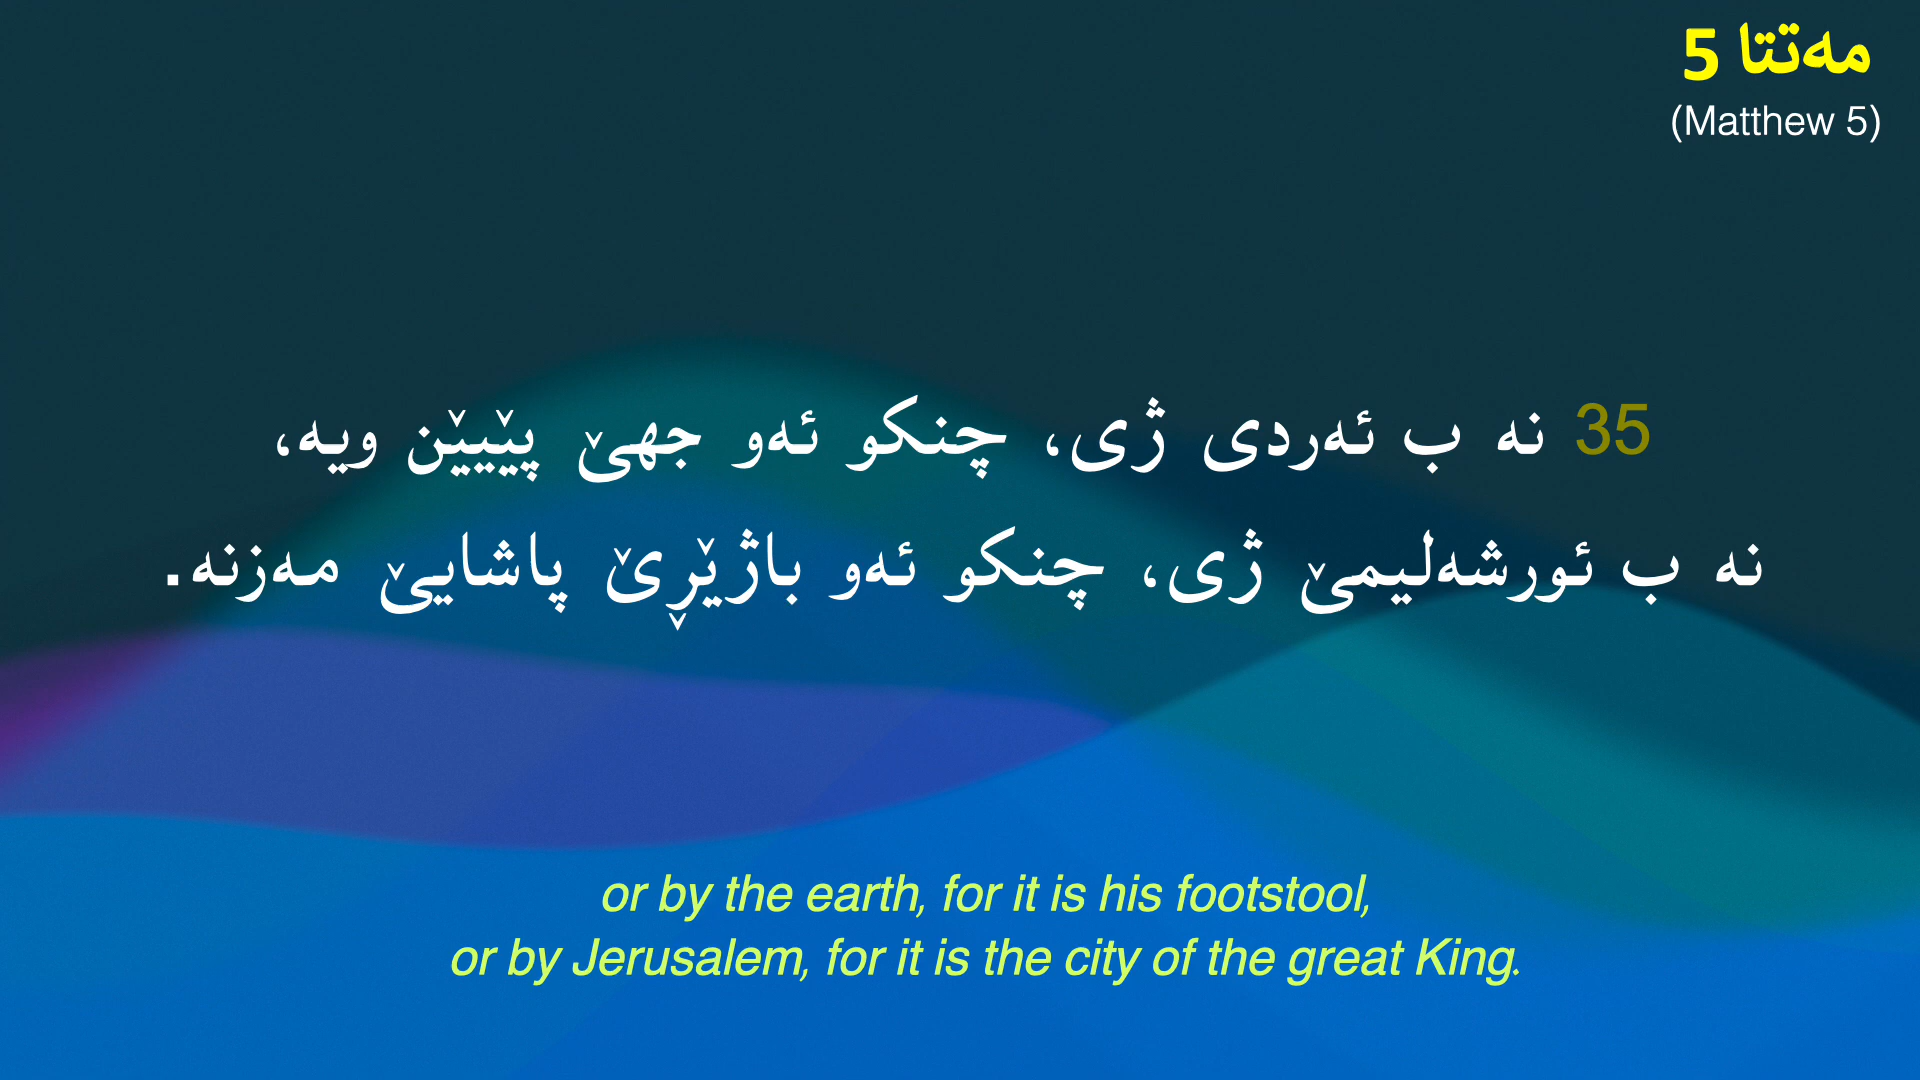 مەتتا 5
(Matthew 5)
35 نە ب ئەردی ژی، چنکو ئەو جهێ پێیێن ویە،
نە ب ئورشەلیمێ ژی، چنکو ئەو باژێڕێ پاشایێ مەزنە.
or by the earth, for it is his footstool,
or by Jerusalem, for it is the city of the great King.